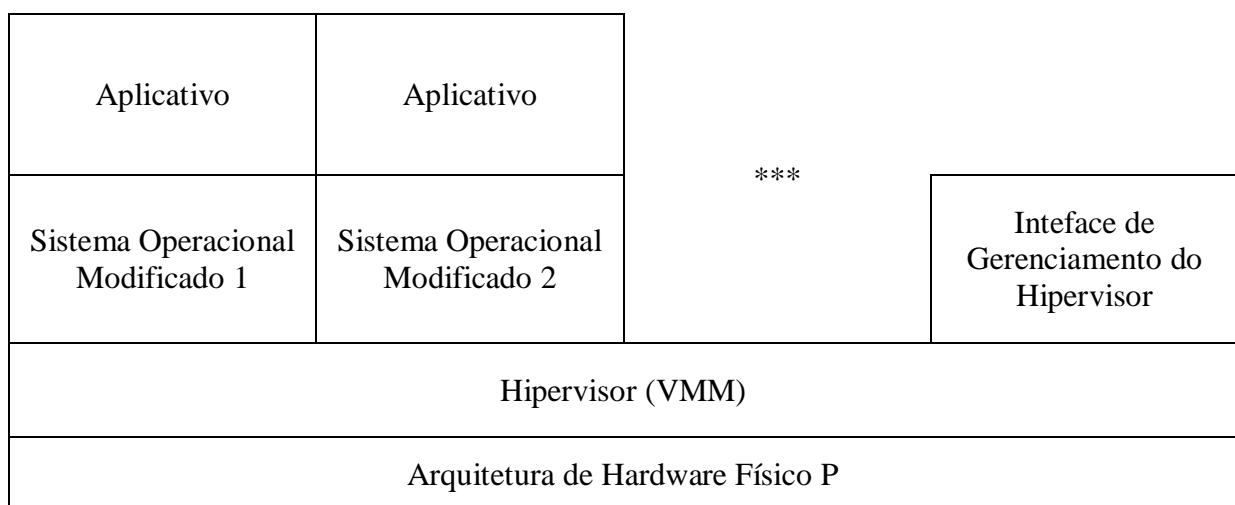 Aplicativo
Aplicativo
***
Sistema Operacional
Modificado 1
Sistema Operacional
Modificado 2
Inteface de
Gerenciamento do
Hipervisor
Hipervisor (VMM)
Arquitetura de Hardware Físico P